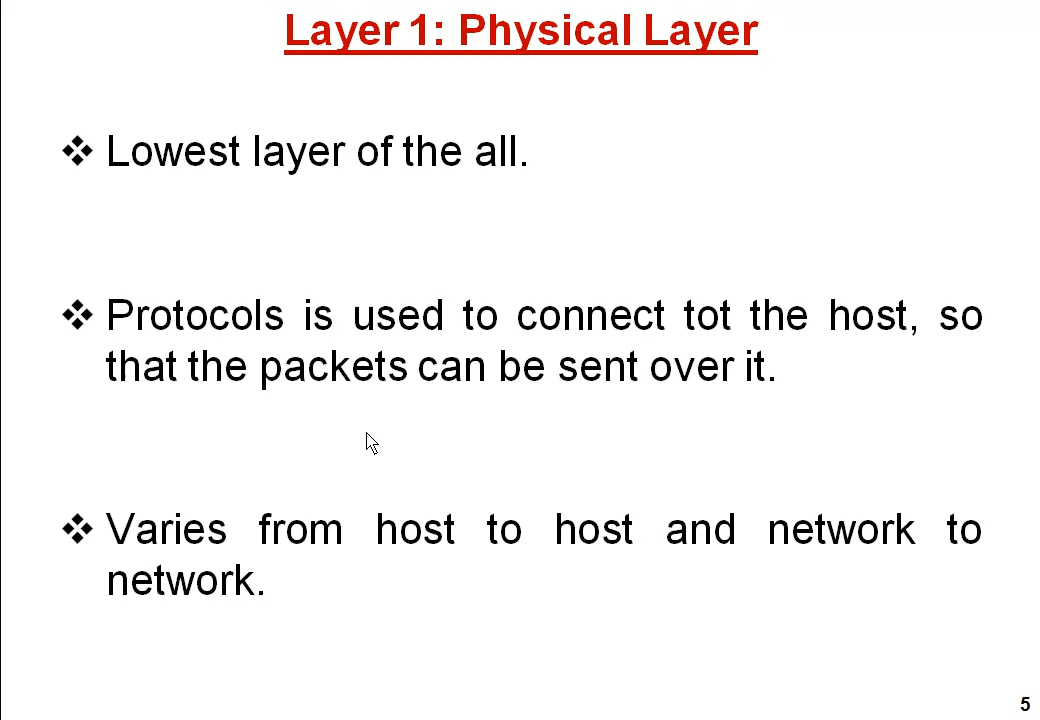 Layer 1: Physical Layer
❖ Lowest layer of the all.
❖ Protocols is used to connect tot the host, so
that the packets can be sent over it.
❖ Varies from host to host and network to
network.
5